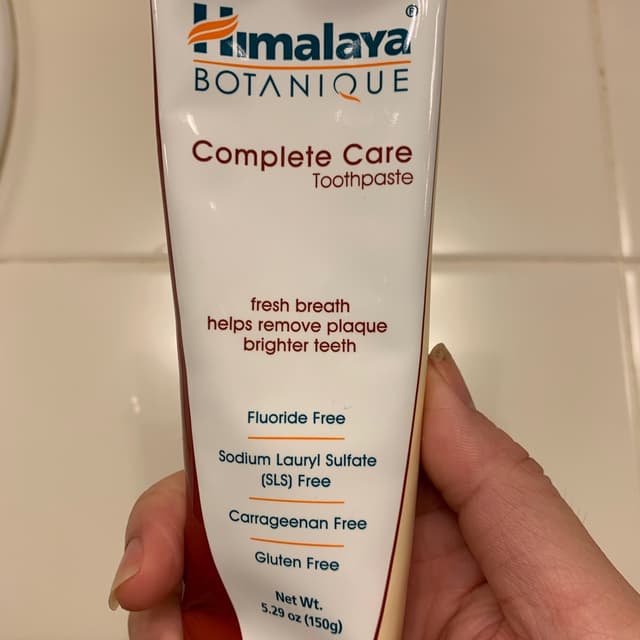 Himalaya®
BOTANIQUE
Complete Care
Toothpaste
fresh breath
helps remove plaque
brighter teeth
Fluoride Free
Sodium Lauryl Sulfate
(SLS) Free
Carrageenan Free
Gluten Free
Net Wt.
5.29 oz (150g)